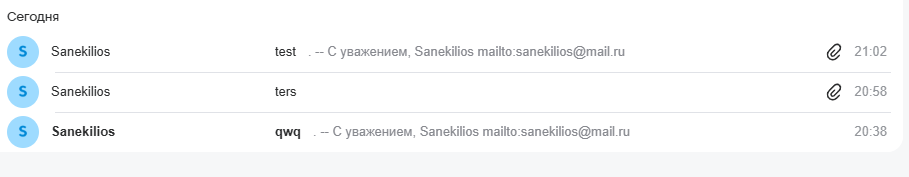 Сегодня
S Sanekilios test . -- С уважением, Sanekilios mailto:sanekilios@mail.ru 21:02
S Sanekilios ters 20:58
S Sanekilios qwq . -- С уважением, Sanekilios mailto:sanekilios@mail.ru 20:38